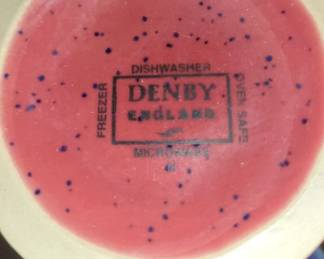 DISHWASHER
FREEZER
DENBY
ENGLAND
OVEN SAFE
MICROWAVE